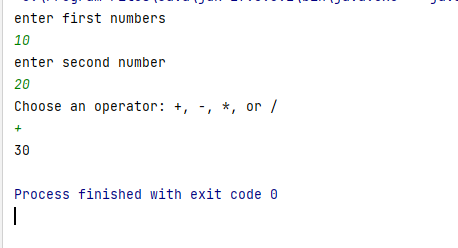 enter first numbers
10
enter second number
20
Choose an operator: +, -, *, or /
+
30
Process finished with exit code 0